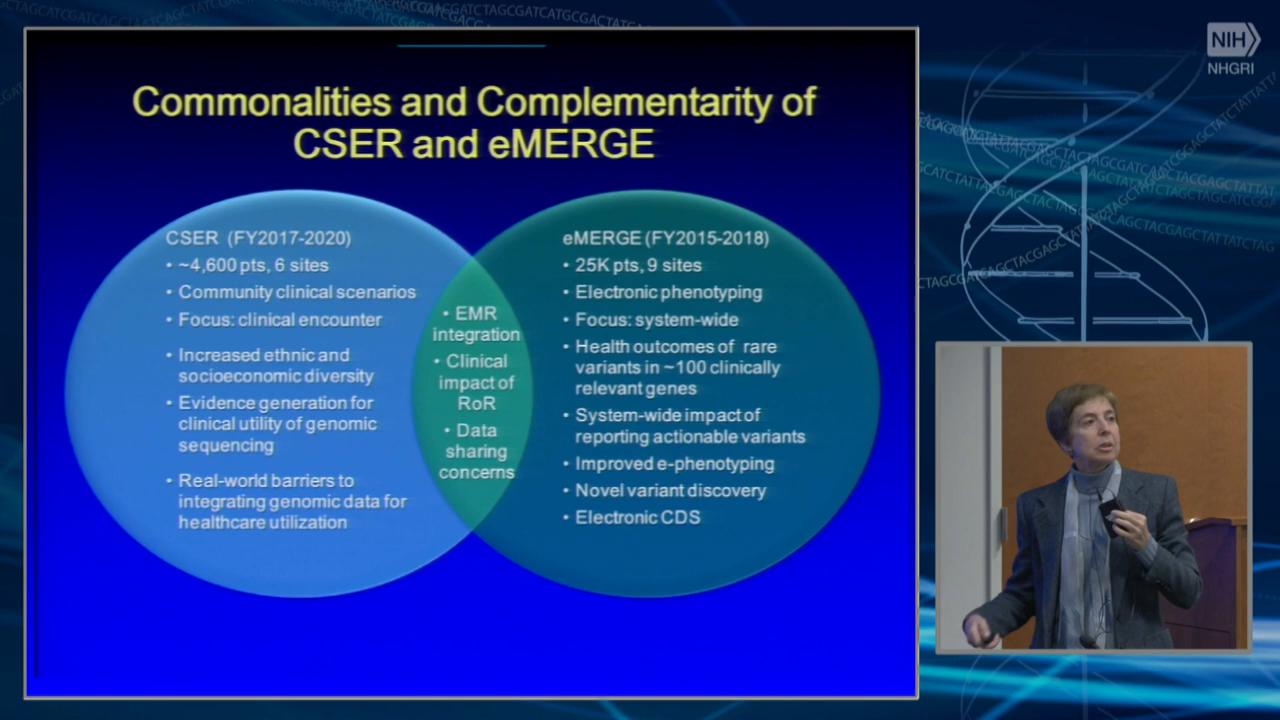 Commonalities and Complementarity of
CSER and eMERGE
CSER (FY2017-2020)
• ~4,600 pts, 6 sites
• Community clinical scenarios
• Focus: clinical encounter
• Increased ethnic and
socioeconomic diversity
• Evidence generation for
clinical utility of genomic
sequencing
• Real-world barriers to
integrating genomic data for
healthcare utilization
• EMR
integration
• Clinical
impact of
RoR
• Data
sharing
concerns
eMERGE (FY2015-2018)
• 25K pts, 9 sites
• Electronic phenotyping
• Focus: system-wide
• Health outcomes of rare
variants in ~100 clinically
relevant genes
• System-wide impact of
reporting actionable variants
• Improved e-phenotyping
• Novel variant discovery
• Electronic CDS
NIH
NHGRI